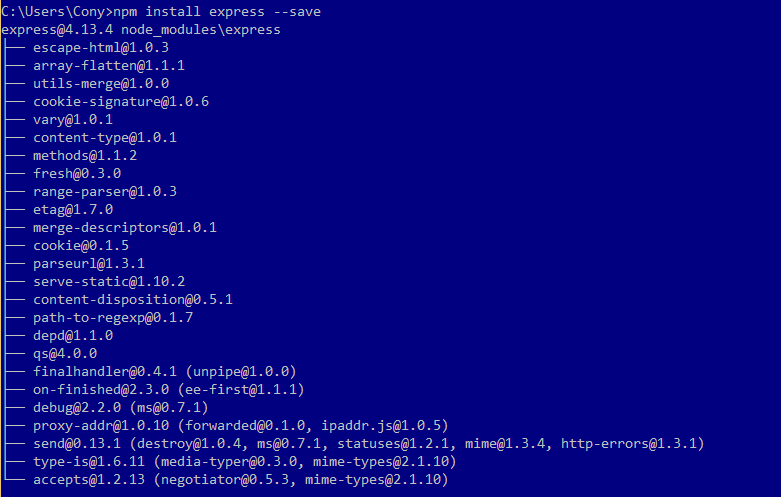 C:\Users\Cony>npm install express --save
express@4.13.4 node_modules\express
├── escape-html@1.0.3
├── array-flatten@1.1.1
├── utils-merge@1.0.0
├── cookie-signature@1.0.6
├── vary@1.0.1
├── content-type@1.0.1
├── methods@1.1.2
├── fresh@0.3.0
├── range-parser@1.0.3
├── etag@1.7.0
├── merge-descriptors@1.0.1
├── cookie@0.1.5
├── parseurl@1.3.1
├── serve-static@1.10.2
├── content-disposition@0.5.1
├── path-to-regexp@0.1.7
├── depd@1.1.0
├── qs@4.0.0
├── finalhandler@0.4.1 (unpipe@1.0.0)
├── on-finished@2.3.0 (ee-first@1.1.1)
├── debug@2.2.0 (ms@0.7.1)
├── proxy-addr@1.0.10 (forwarded@0.1.0, ipaddr.js@1.0.5)
├── send@0.13.1 (destroy@1.0.4, ms@0.7.1, statuses@1.2.1, mime@1.3.4, http-errors@1.3.1)
├── type-is@1.6.11 (media-typer@0.3.0, mime-types@2.1.10)
└── accepts@1.2.13 (negotiator@0.5.3, mime-types@2.1.10)